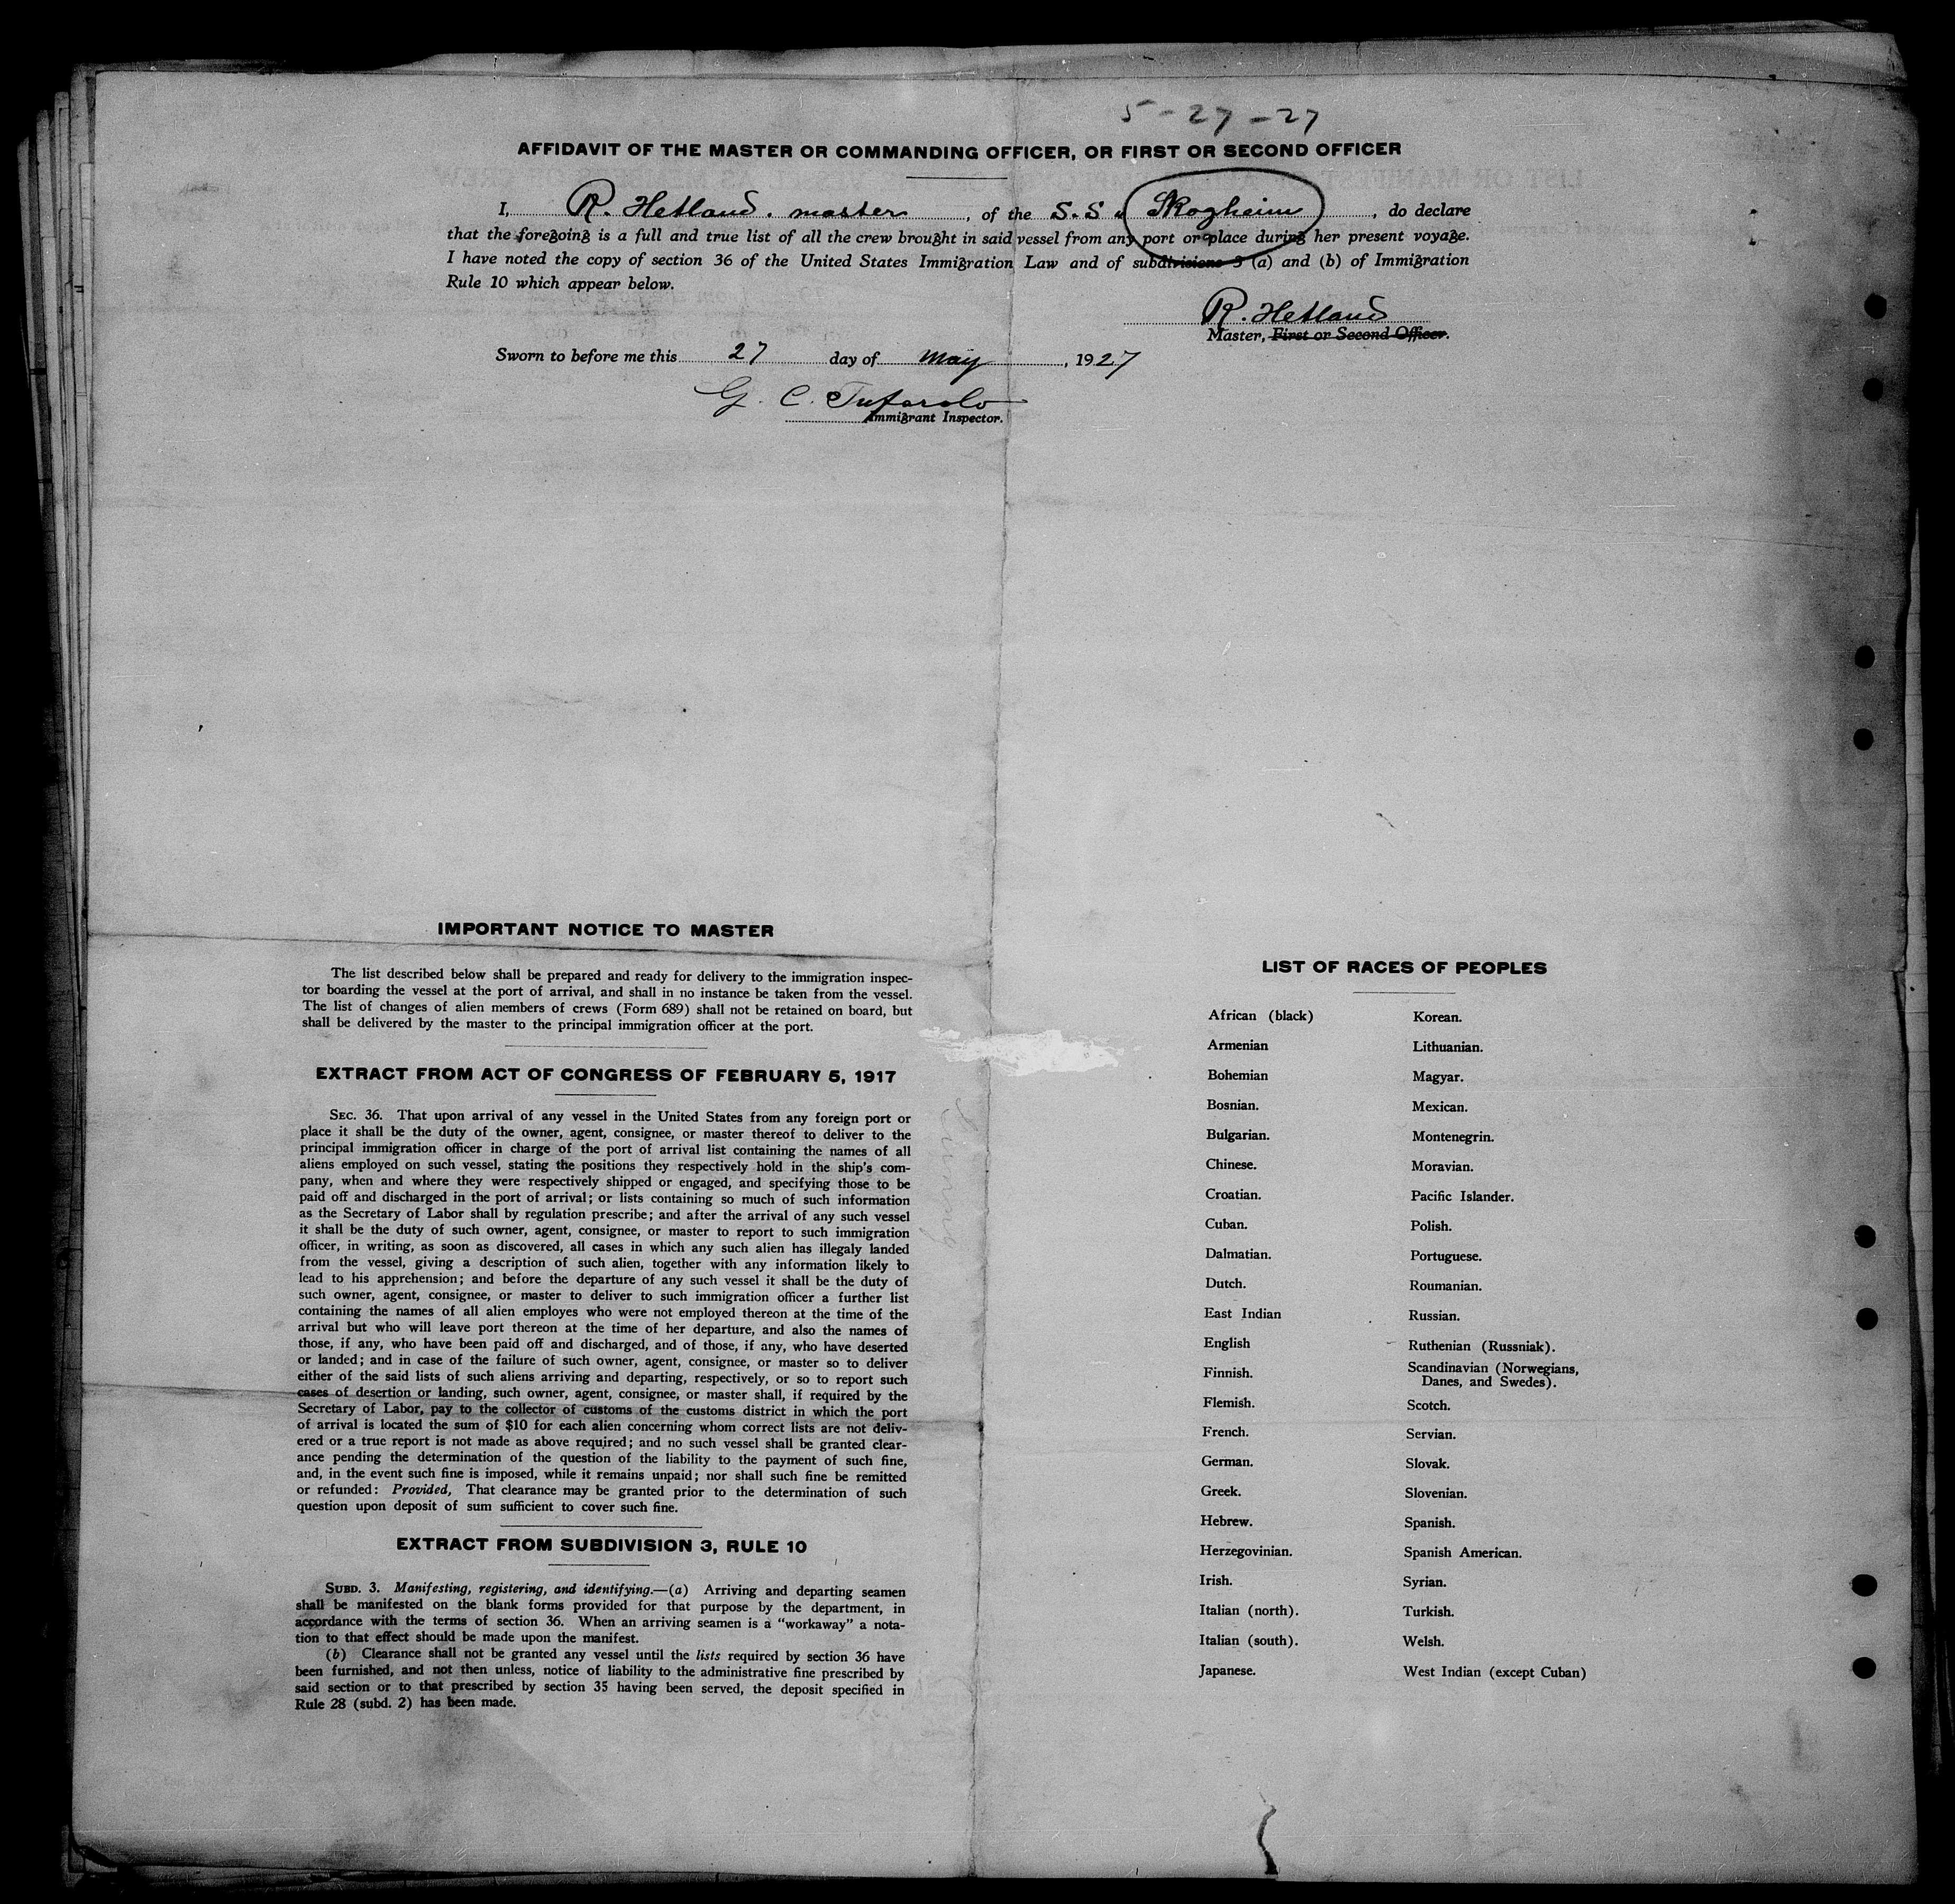 5-27-27
AFFIDAVIT OF THE MASTER OR COMMANDING OFFICER, OR FIRST OR SECOND OFFICER
I, R. Hetland. master, of the S.S. Skogheim, do declare
that the foregoing is a full and true list of all the crew brought in said vessel from any port or place during her present voyage.
I have noted the copy of section 36 of the United States Immigration Law and of subdivisions 3 (a) and (b) of Immigration
Rule 10 which appear below.
R. Hetland
Master, First or Second Officer.
Sworn to before me this 27 day of may, 1927
G. C.
Immigrant Inspector.
IMPORTANT NOTICE TO MASTER
The list described below shall be prepared and ready for delivery to the immigration inspec-
tor boarding the vessel at the port of arrival, and shall in no instance be taken from the vessel.
The list of changes of alien members of crews (Form 689) shall not be retained on board, but
shall be delivered by the master to the principal immigration officer at the port.
EXTRACT FROM ACT OF CONGRESS OF FEBRUARY 5, 1917
SEC. 36. That upon arrival of any vessel in the United States from any foreign port or
place it shall be the duty of the owner, agent, consignee, or master thereof to deliver to the
principal immigration officer in charge of the port of arrival list containing the names of all
aliens employed on such vessel, stating the positions they respectively hold in the ship's com-
pany, when and where they were respectively shipped or engaged, and specifying those to be
paid off and discharged in the port of arrival; or lists containing so much of such information
as the Secretary of Labor shall by regulation prescribe; and after the arrival of any such vessel
it shall be the duty of such owner, agent, consignee, or master to report to such immigration
officer, in writing, as soon as discovered, all cases in which any such alien has illegaly landed
from the vessel, giving a description of such alien, together with any information likely to
lead to his apprehension; and before the departure of any such vessel it shall be the duty of
such owner, agent, consignee, or master to deliver to such immigration officer a further list
containing the names of all alien employes who were not employed thereon at the time of the
arrival but who will leave port thereon at the time of her departure, and also the names of
those, if any, who have been paid off and discharged, and of those, if any, who have deserted
or landed; and in case of the failure of such owner, agent, consignee, or master so to deliver
either of the said lists of such aliens arriving and departing, respectively, or so to report such
cases of desertion or landing, such owner, agent, consignee, or master shall, if required by the
Secretary of Labor, pay to the collector of customs of the customs district in which the port
of arrival is located the sum of $10 for each alien concerning whom correct lists are not deliv-
ered or a true report is not made as above required; and no such vessel shall be granted clear-
ance pending the determination of the question of the liability to the payment of such fine,
and, in the event such fine is imposed, while it remains unpaid; nor shall such fine be remitted
or refunded: Provided, That clearance may be granted prior to the determination of such
question upon deposit of sum sufficient to cover such fine.
EXTRACT FROM SUBDIVISION 3, RULE 10
SUBD. 3. Manifesting, registering, and identifying.—(a) Arriving and departing seamen
shall be manifested on the blank forms provided for that purpose by the department, in
accordance with the terms of section 36. When an arriving seamen is a "workaway" a nota-
tion to that effect should be made upon the manifest.
(b) Clearance shall not be granted any vessel until the lists required by section 36 have
been furnished, and not then unless, notice of liability to the administrative fine prescribed by
said section or to that prescribed by section 35 having been served, the deposit specified in
Rule 28 (subd. 2) has been made.
LIST OF RACES OF PEOPLES
African (black)
Armenian
Bohemian
Bosnian.
Bulgarian.
Chinese.
Croatian.
Cuban.
Dalmatian.
Dutch.
East Indian
English
Finnish.
Flemish.
French.
German.
Greek.
Hebrew.
Herzegovinian.
Irish.
Italian (north).
Italian (south).
Japanese.
Korean.
Lithuanian.
Magyar.
Mexican.
Montenegrin.
Moravian.
Pacific Islander.
Polish.
Portuguese.
Roumanian.
Russian.
Ruthenian (Russniak).
Scandinavian (Norwegians,
Danes, and Swedes).
Scotch.
Servian.
Slovak.
Slovenian.
Spanish.
Spanish American.
Syrian.
Turkish.
Welsh.
West Indian (except Cuban)